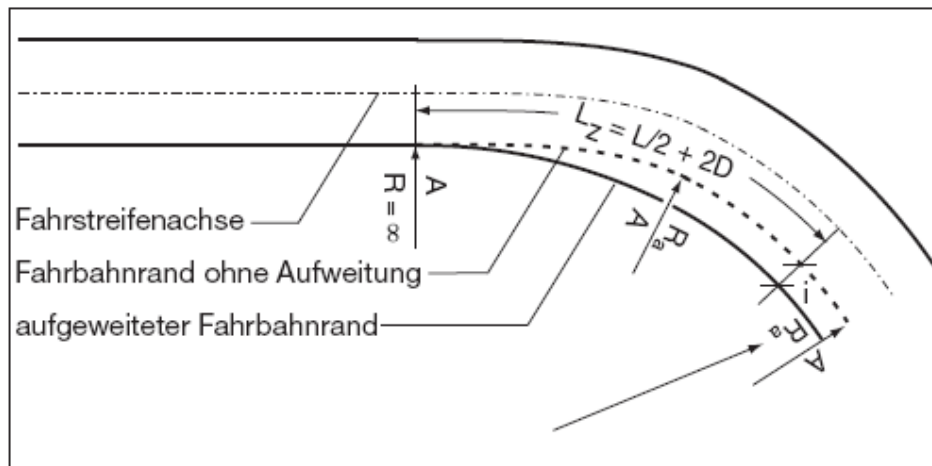 L_Z = L/2 + 2D
A
R = ∞
Fahrstreifenachse
A
R_a
Fahrbahnrand ohne Aufweitung
i
aufgeweiteter Fahrbahnrand
R_a
A